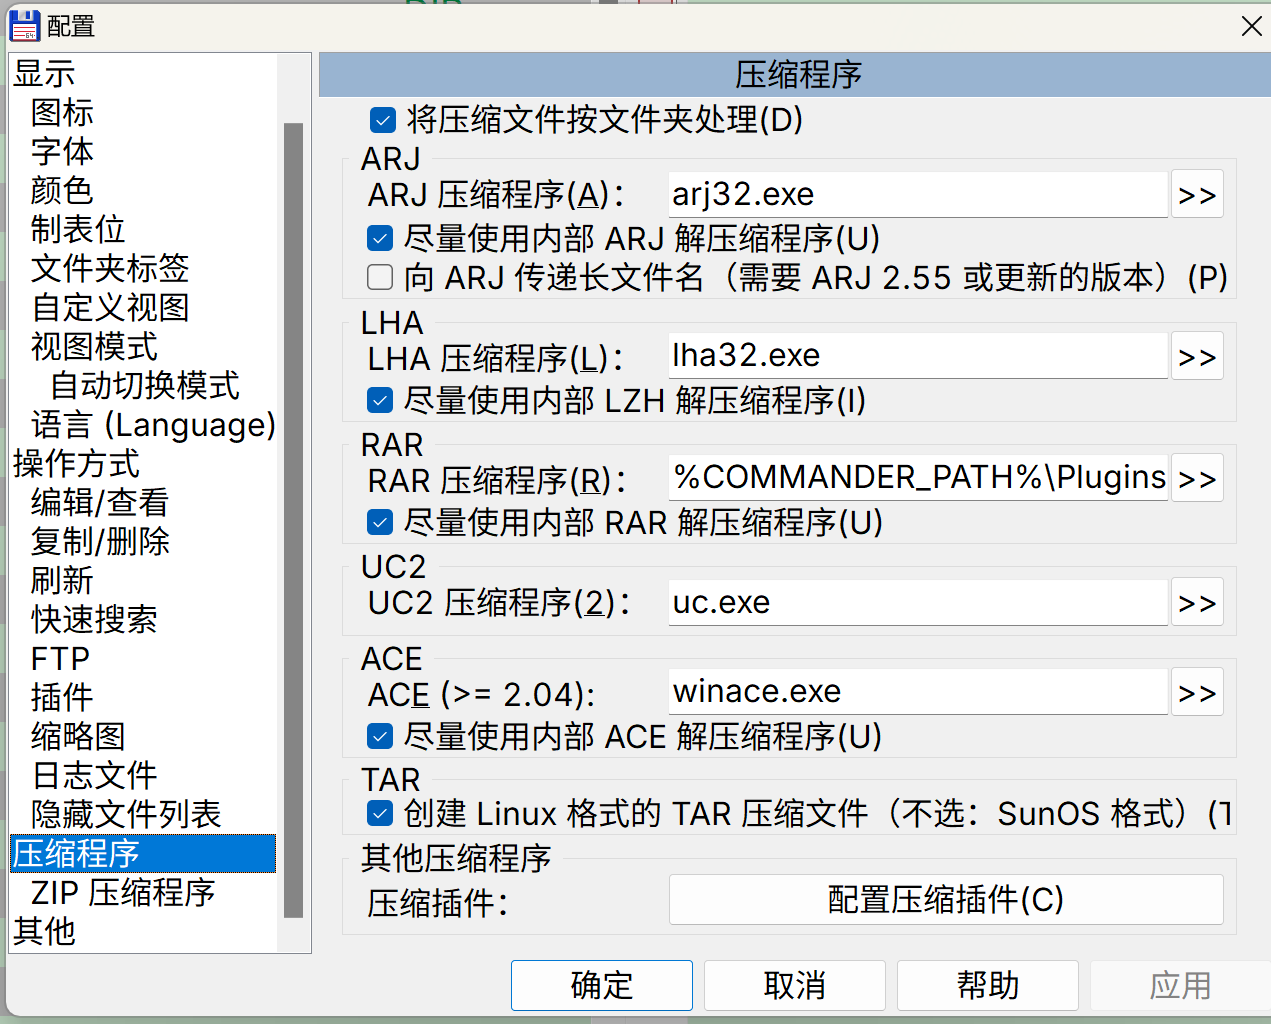 配置
显示
图标
字体
颜色
制表位
文件夹标签
自定义视图
视图模式
自动切换模式
语言 (Language)
操作方式
编辑/查看
复制/删除
刷新
快速搜索
FTP
插件
缩略图
日志文件
隐藏文件列表
压缩程序
ZIP 压缩程序
其他
压缩程序
将压缩文件按文件夹处理(D)
ARJ
ARJ 压缩程序(A)： arj32.exe >>
尽量使用内部 ARJ 解压缩程序(U)
向 ARJ 传递长文件名（需要 ARJ 2.55 或更新的版本）(P)
LHA
LHA 压缩程序(L)： lha32.exe >>
尽量使用内部 LZH 解压缩程序(I)
RAR
RAR 压缩程序(R)： %COMMANDER_PATH%\Plugins >>
尽量使用内部 RAR 解压缩程序(U)
UC2
UC2 压缩程序(2)： uc.exe >>
ACE
ACE (>= 2.04): winace.exe >>
尽量使用内部 ACE 解压缩程序(U)
TAR
创建 Linux 格式的 TAR 压缩文件（不选：SunOS 格式）(T
其他压缩程序
压缩插件： 配置压缩插件(C)
确定 取消 帮助 应用